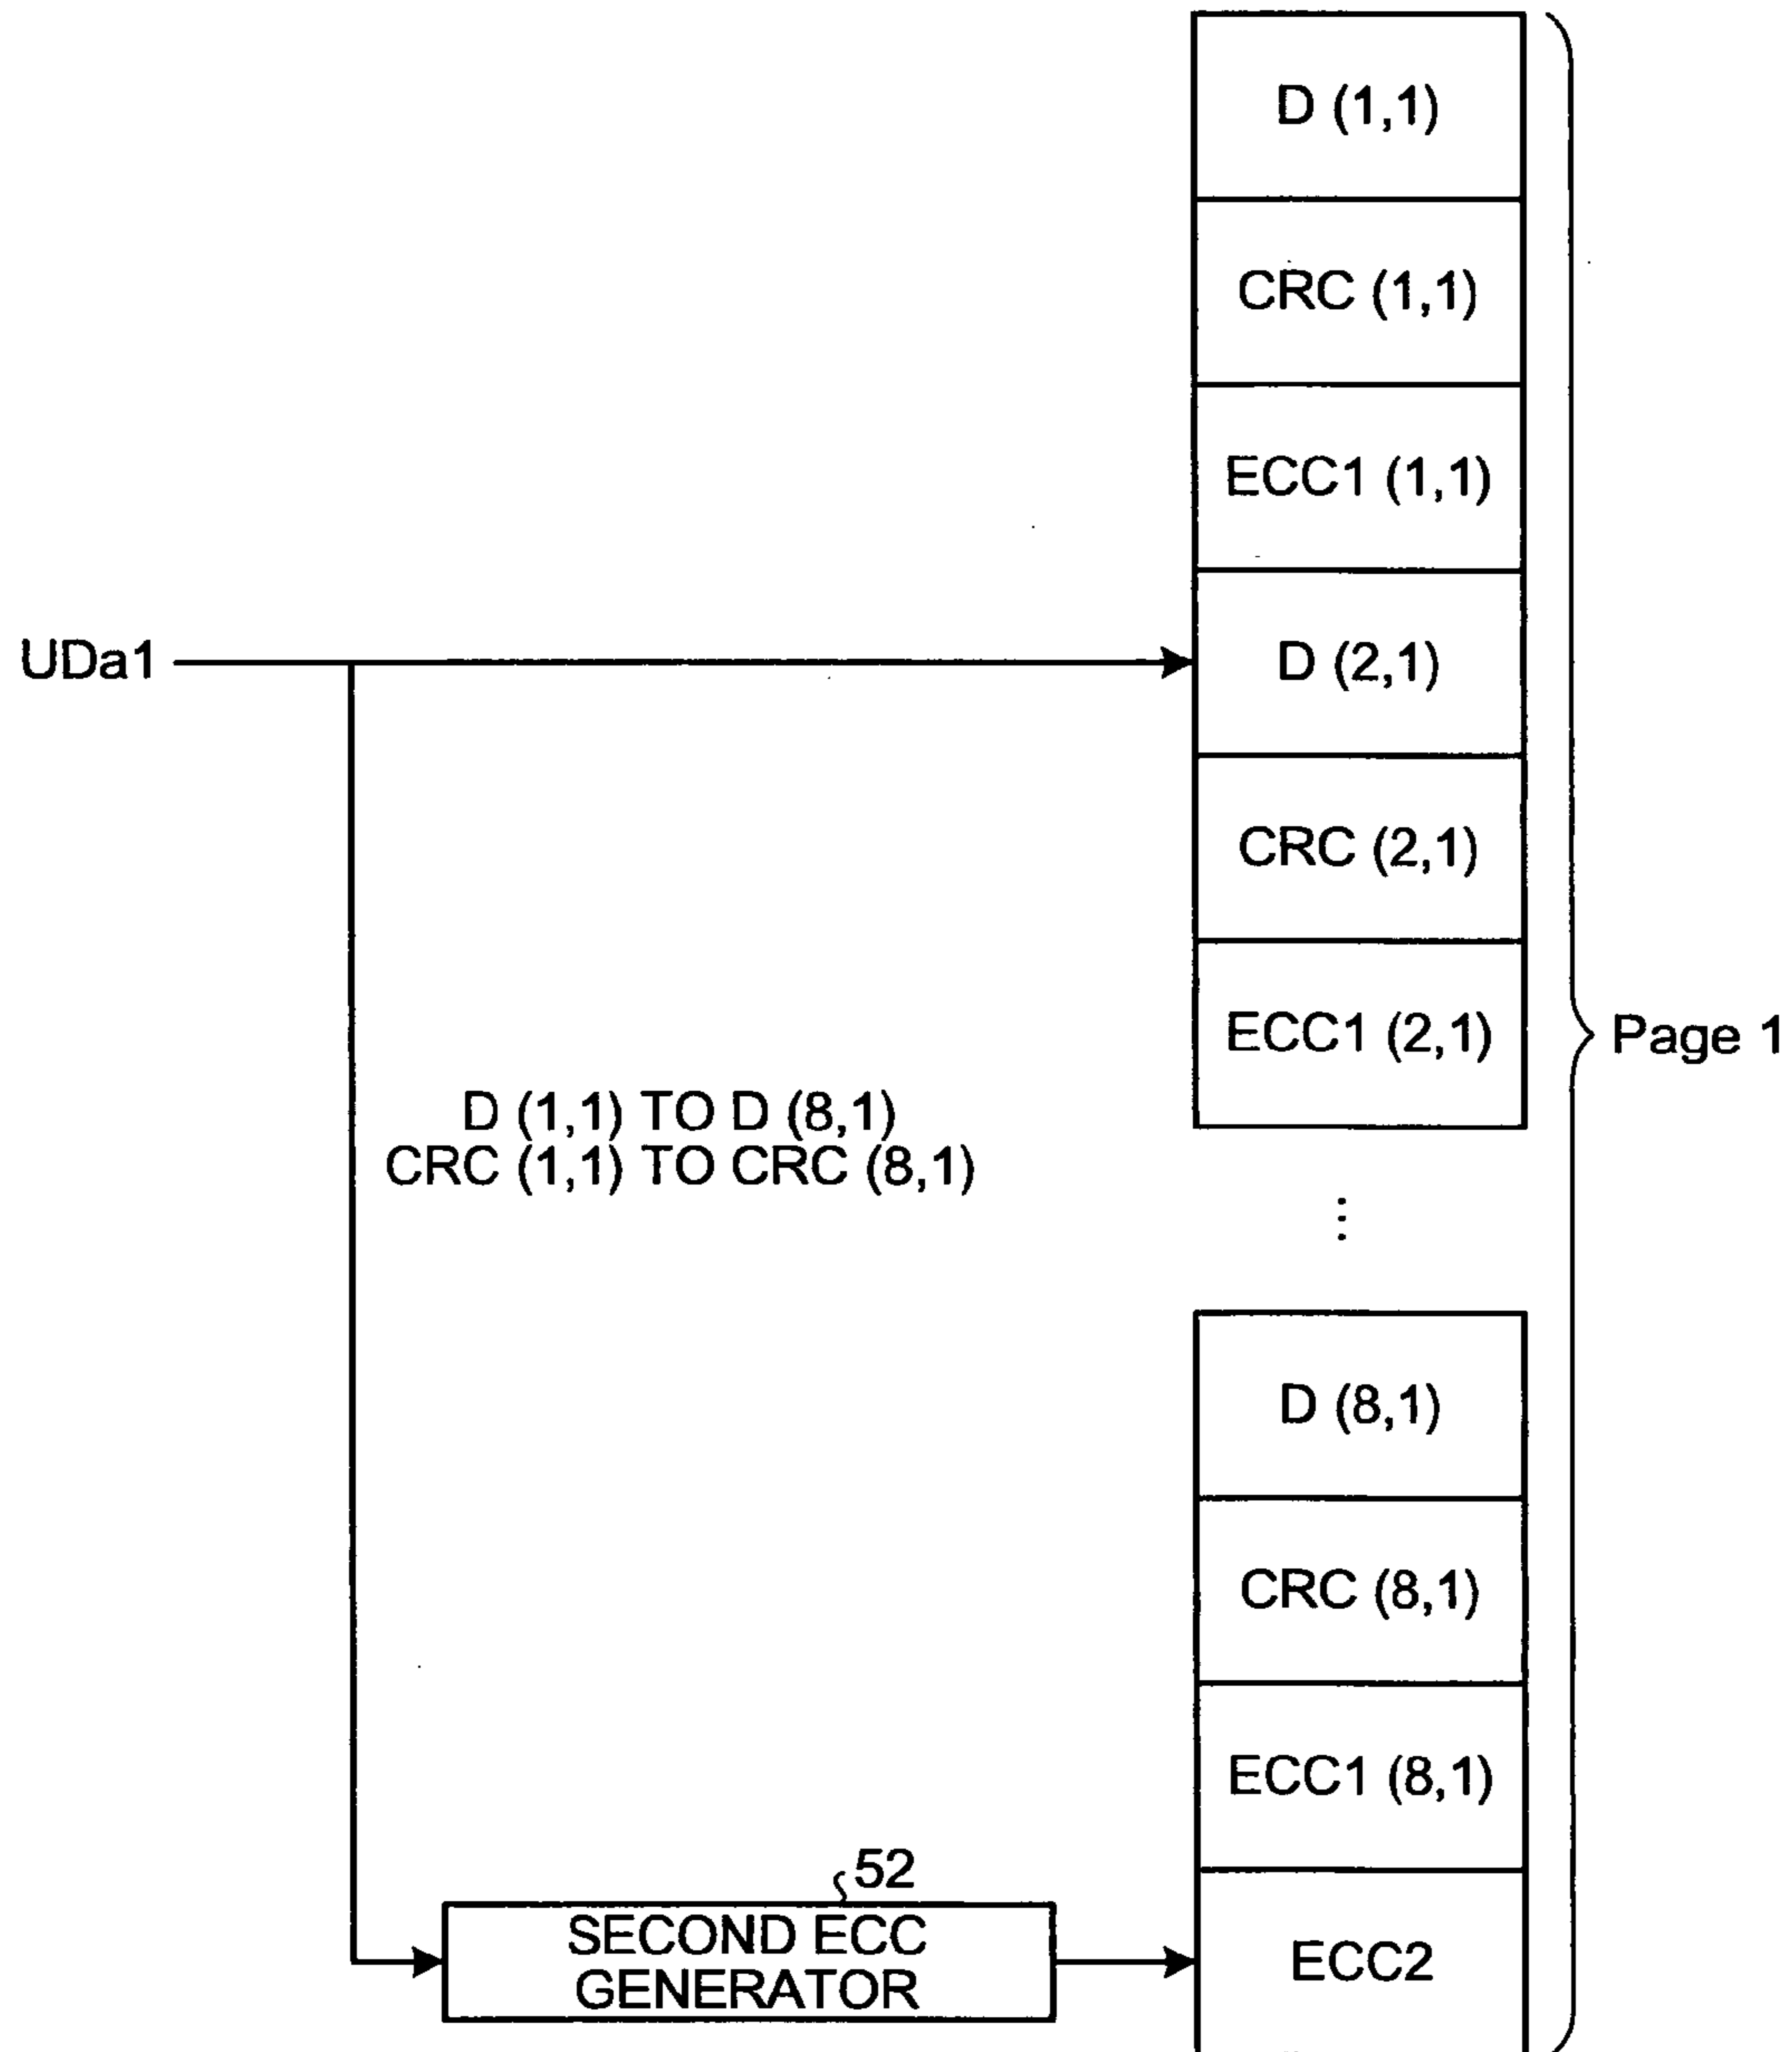 D (1,1)
CRC (1,1)
ECC1 (1,1)
UDa1
D (2,1)
CRC (2,1)
ECC1 (2,1)
Page 1
D (1,1) TO D (8,1)
CRC (1,1) TO CRC (8,1)
⋮
D (8,1)
CRC (8,1)
ECC1 (8,1)
52
SECOND ECC
GENERATOR
ECC2